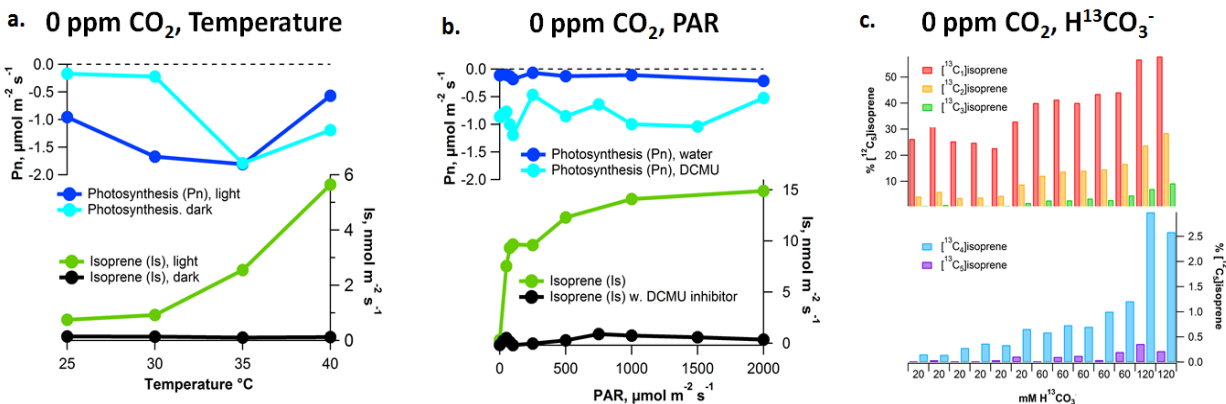 a. 0 ppm CO2, Temperature
0.0
-0.5
-1.0
-1.5
-2.0
Pn, µmol m-2 s-1
Photosynthesis (Pn), light
Photosynthesis. dark
Isoprene (Is), light
Isoprene (Is), dark
6
4
2
0
Is, nmol m-2 s-1
25 30 35 40
Temperature °C
b. 0 ppm CO2, PAR
0.0
-0.5
-1.0
-1.5
-2.0
Pn, µmol m-2 s-1
Photosynthesis (Pn), water
Photosynthesis (Pn), DCMU
Isoprene (Is)
Isoprene (Is) w. DCMU inhibitor
15
10
5
0
Is, nmol m-2 s-1
0 500 1000 1500 2000
PAR, µmol m-2 s-1
c. 0 ppm CO2, H13CO3-
50
40
30
20
10
% [12C5]isoprene
[13C1]isoprene
[13C2]isoprene
[13C3]isoprene
[13C4]isoprene
[13C5]isoprene
2.5
2.0
1.5
1.0
0.5
0.0
isoprene
20 20 20 20 20 20 60 60 60 60 60 120 120
mM H13CO3-